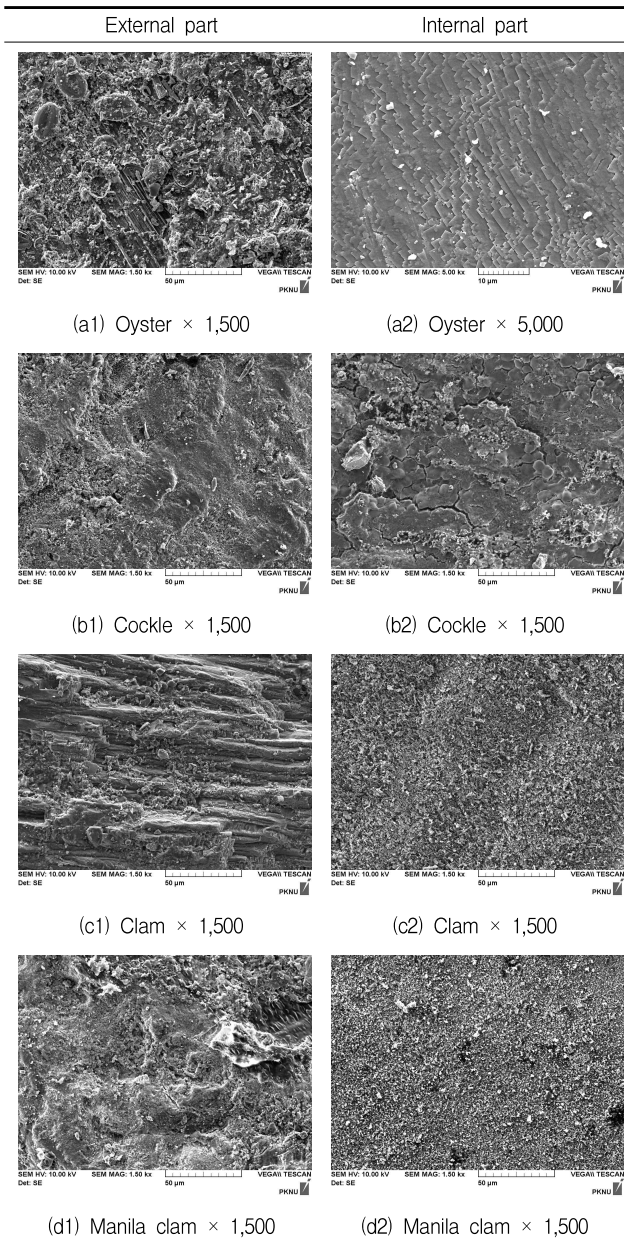 External part Internal part
SEM HV: 10.00 kV SEM MAG: 1.50 kx VEGA\\ TESCAN
Det: SE 50 µm
PKNU
SEM HV: 10.00 kV SEM MAG: 5.00 kx VEGA\\ TESCAN
Det: SE 10 µm
PKNU
(a1) Oyster × 1,500 (a2) Oyster × 5,000
SEM HV: 10.00 kV SEM MAG: 1.50 kx VEGA\\ TESCAN
Det: SE 50 µm
PKNU
SEM HV: 10.00 kV SEM MAG: 1.50 kx VEGA\\ TESCAN
Det: SE 50 µm
PKNU
(b1) Cockle × 1,500 (b2) Cockle × 1,500
SEM HV: 10.00 kV SEM MAG: 1.50 kx VEGA\\ TESCAN
Det: SE 50 µm
PKNU
SEM HV: 10.00 kV SEM MAG: 1.50 kx VEGA\\ TESCAN
Det: SE 50 µm
PKNU
(c1) Clam × 1,500 (c2) Clam × 1,500
SEM HV: 10.00 kV SEM MAG: 1.50 kx VEGA\\ TESCAN
Det: SE 50 µm
PKNU
SEM HV: 10.00 kV SEM MAG: 1.50 kx VEGA\\ TESCAN
Det: SE 50 µm
PKNU
(d1) Manila clam × 1,500 (d2) Manila clam × 1,500